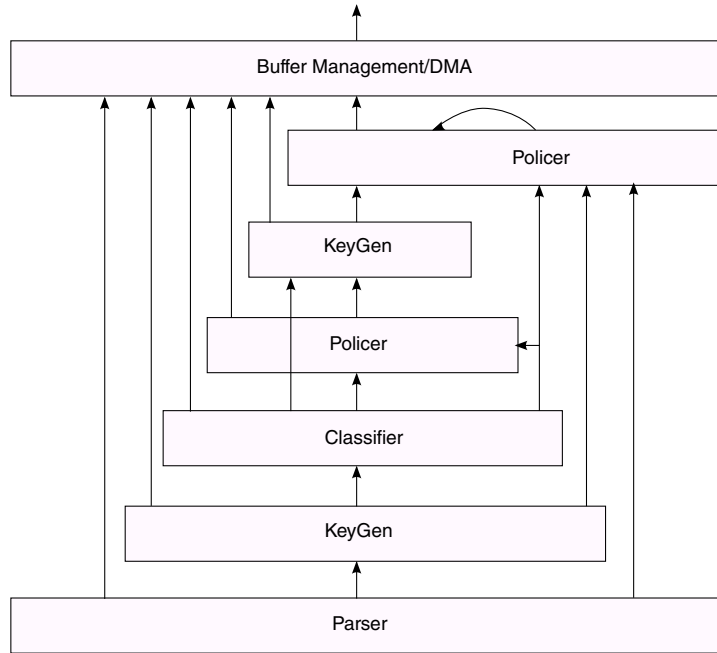 Buffer Management/DMA
Policer
KeyGen
Policer
Classifier
KeyGen
Parser